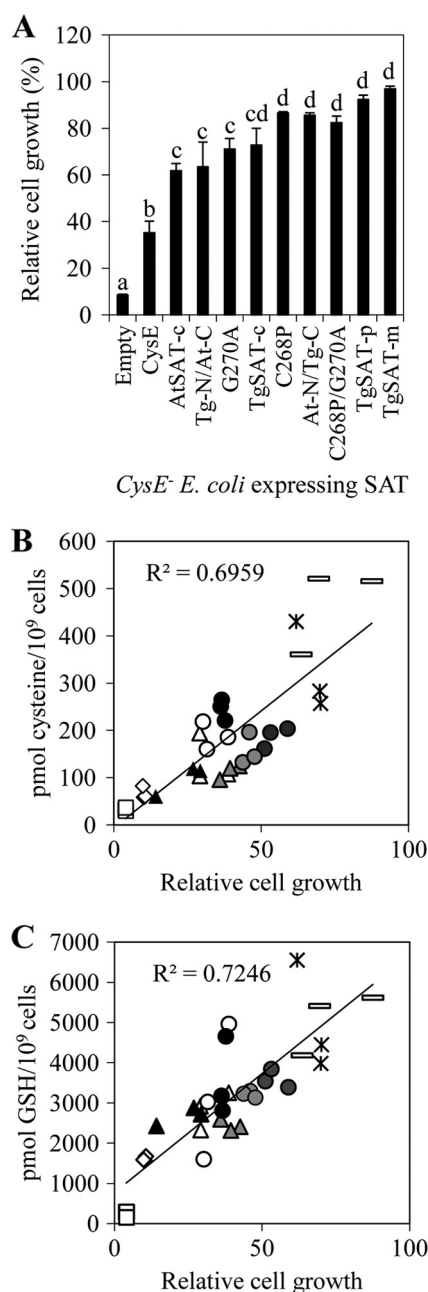 A
Relative cell growth (%)
120
100
80
60
40
20
0
a
b
c
c
c
cd
d
d
d
d
d
Empty
CysE
AtSAT-c
Tg-N/At-C
G270A
TgSAT-c
C268P
At-N/Tg-C
C268P/G270A
TgSAT-p
TgSAT-m
CysE- E. coli expressing SAT
B
pmol cysteine/10⁹ cells
600
500
400
300
200
100
0
R² = 0.6959
0
50
100
Relative cell growth
C
pmol GSH/10⁹ cells
7000
6000
5000
4000
3000
2000
1000
0
R² = 0.7246
0
50
100
Relative cell growth